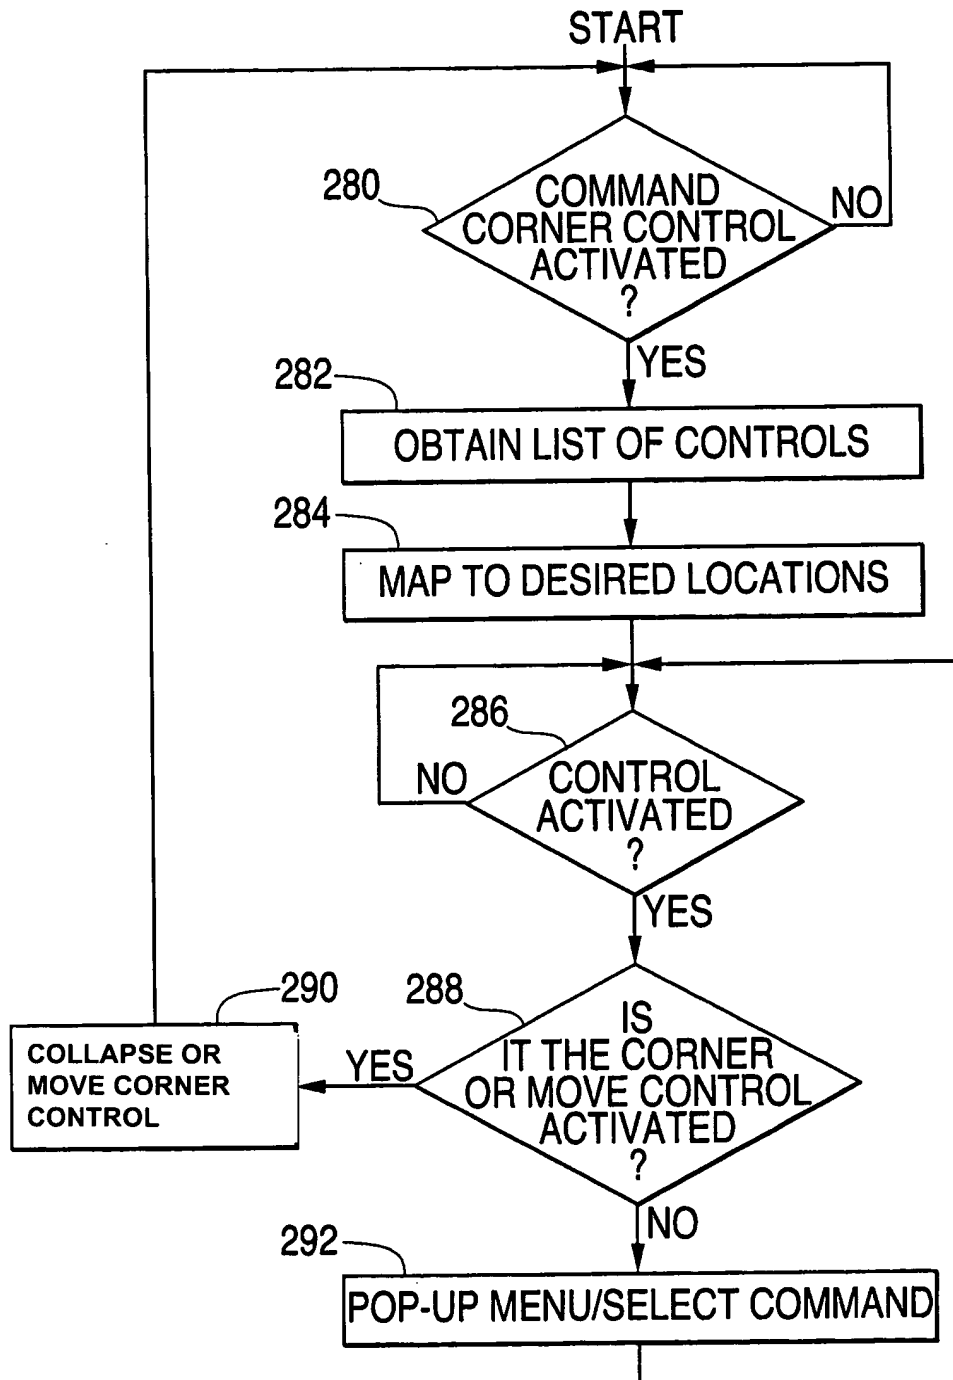 START
280
COMMAND
CORNER CONTROL
ACTIVATED
?
NO
YES
282
OBTAIN LIST OF CONTROLS
284
MAP TO DESIRED LOCATIONS
286
CONTROL
ACTIVATED
?
NO
YES
290
288
IS
IT THE CORNER
OR MOVE CONTROL
ACTIVATED
?
YES
COLLAPSE OR
MOVE CORNER
CONTROL
NO
292
POP-UP MENU/SELECT COMMAND